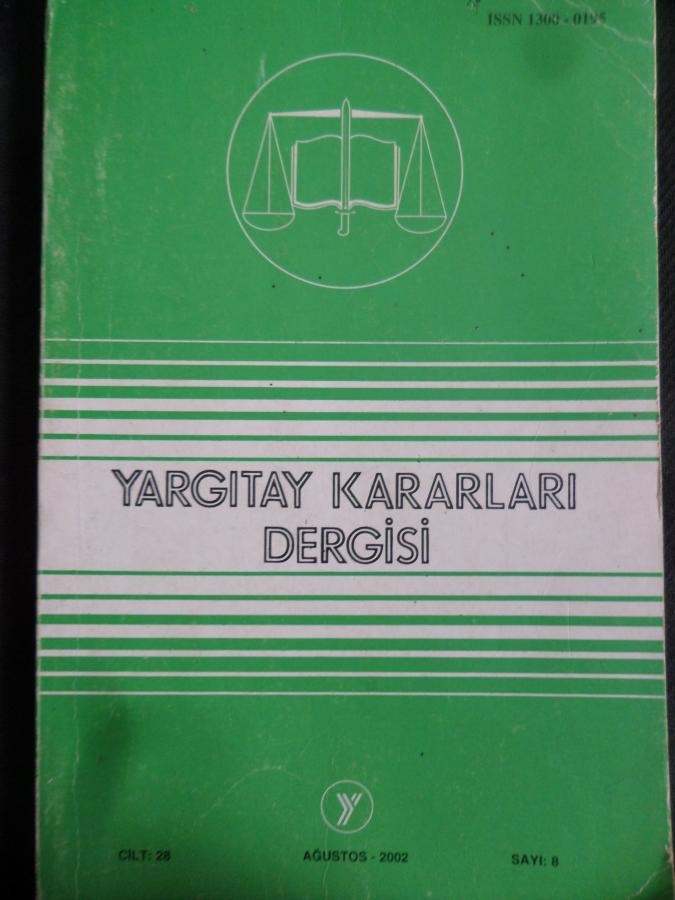 ISSN 1300 - 0195
YARGITAY KARARLARI
DERGİSİ
CİLT: 28
AĞUSTOS - 2002
SAYI: 8